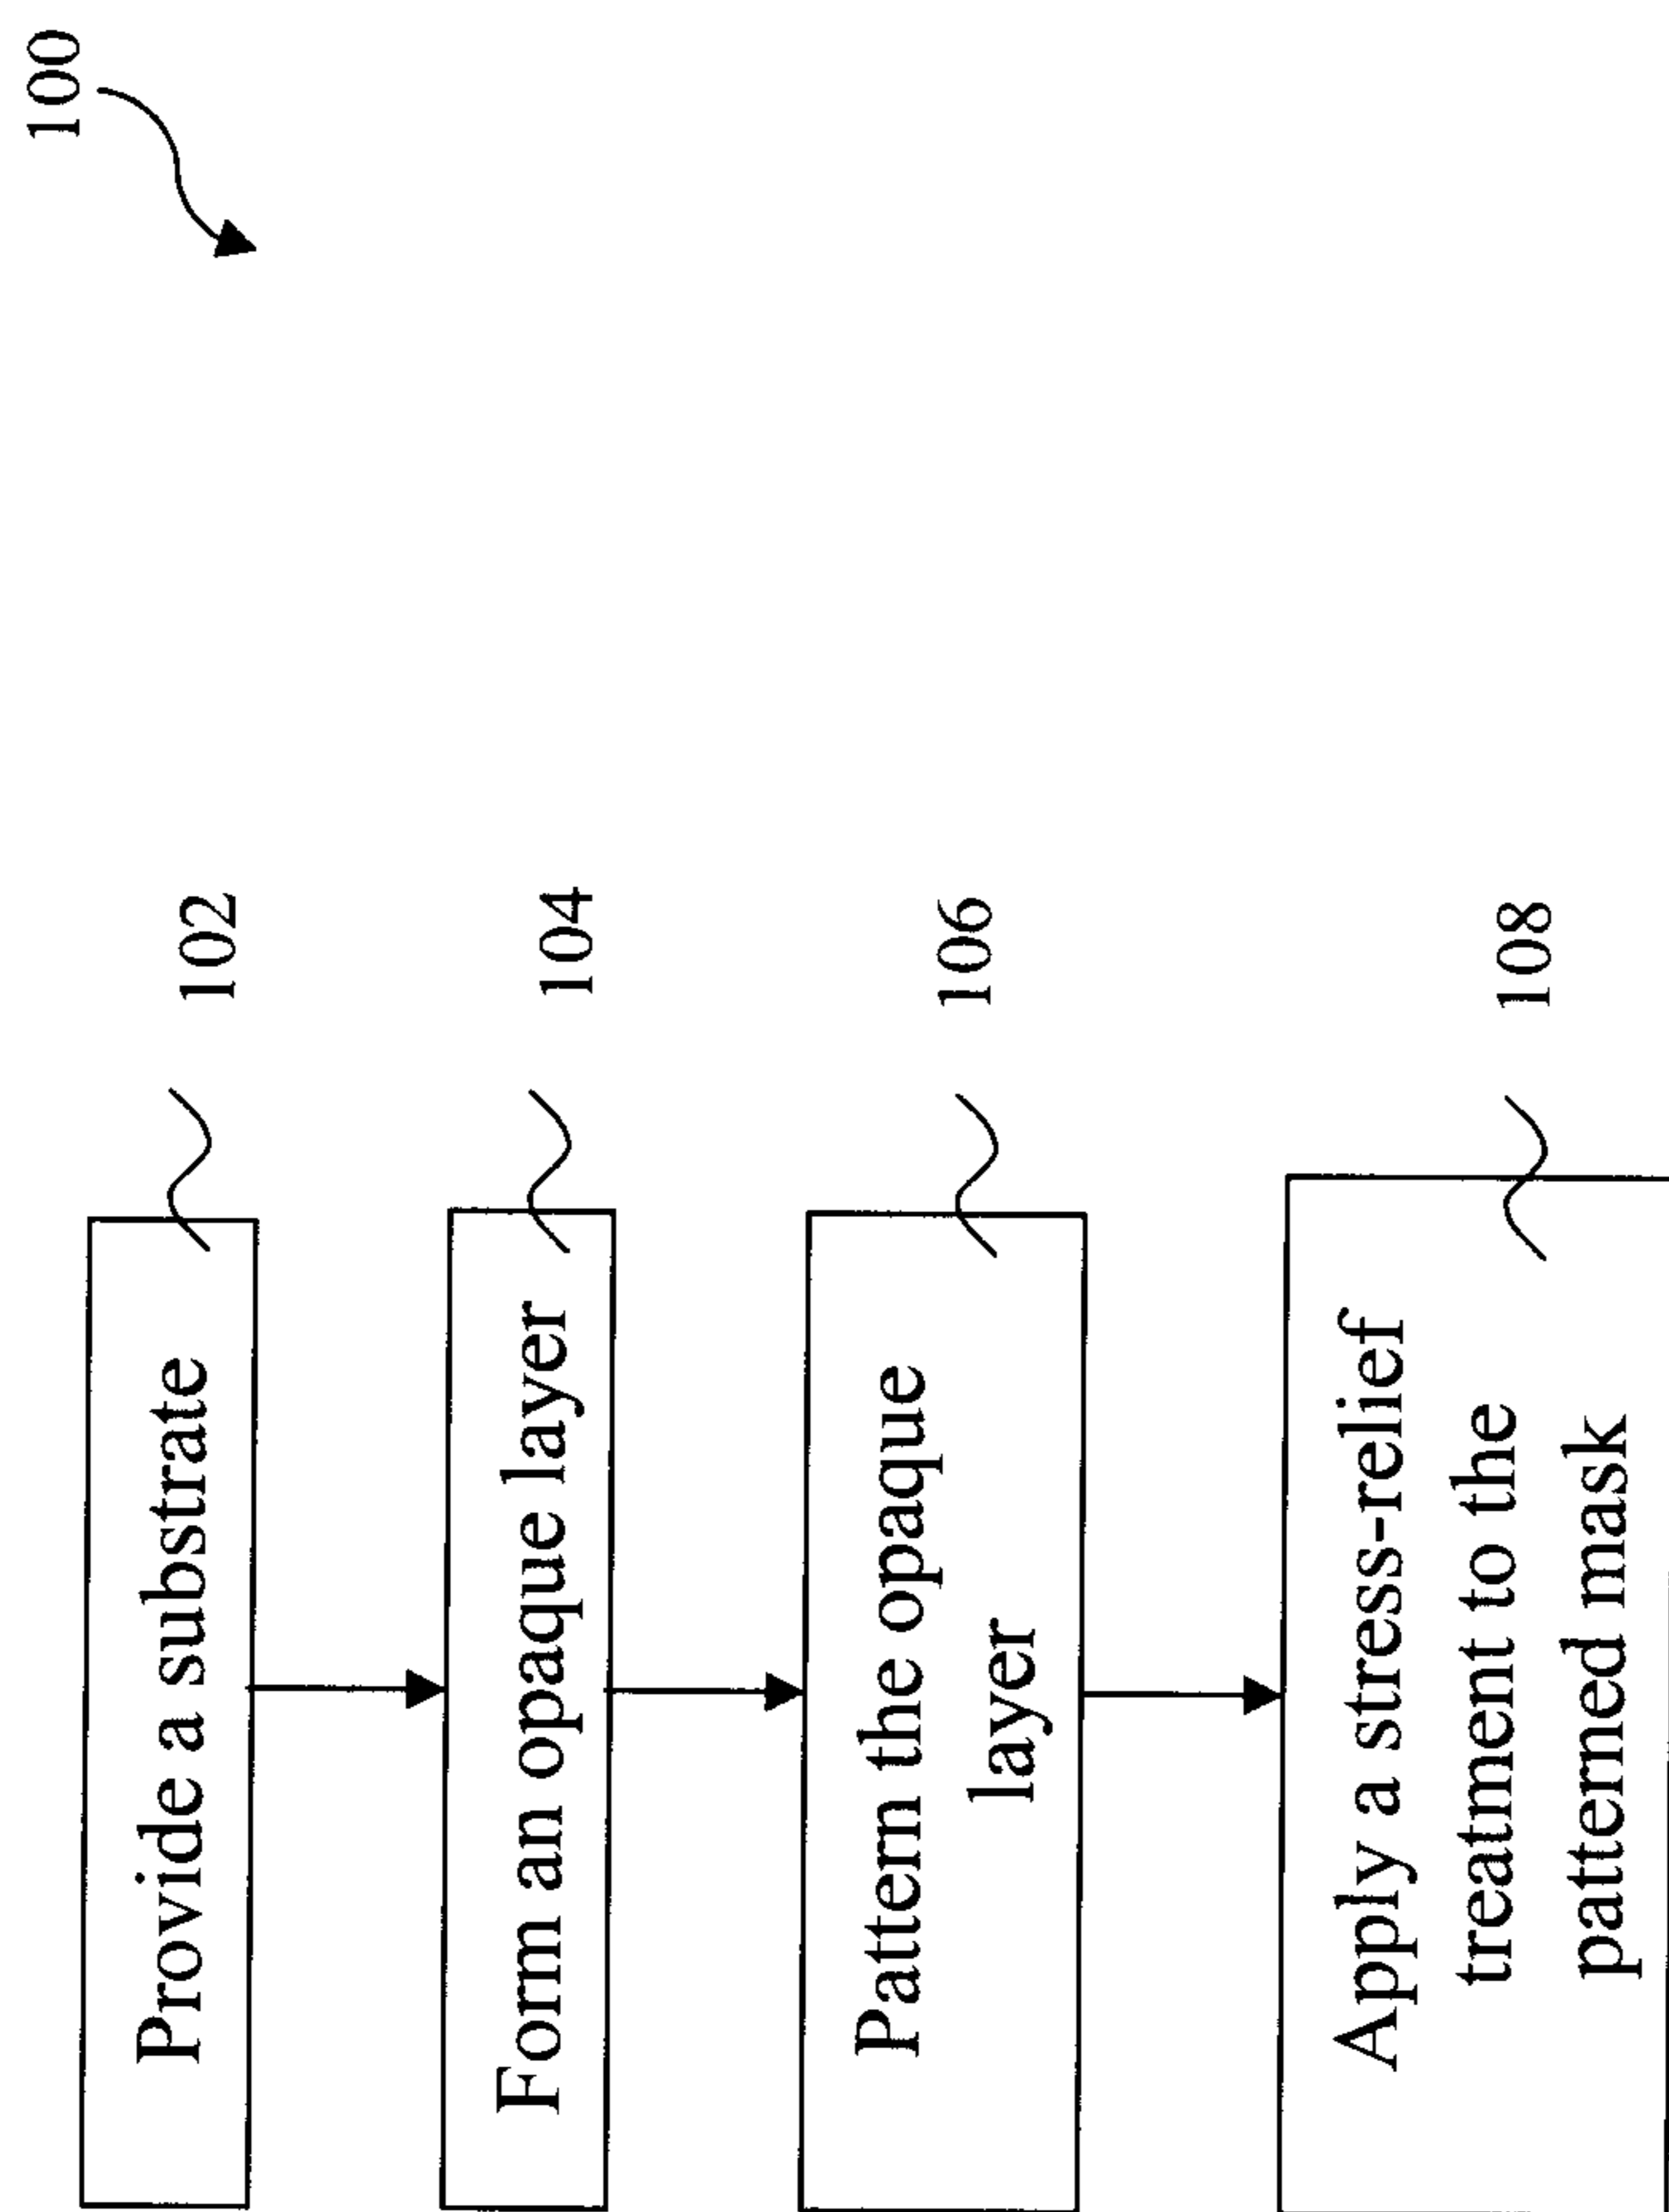 100
Provide a substrate
102
Form an opaque layer
104
Pattern the opaque
layer
106
Apply a stress-relief
treatment to the
patterned mask
108